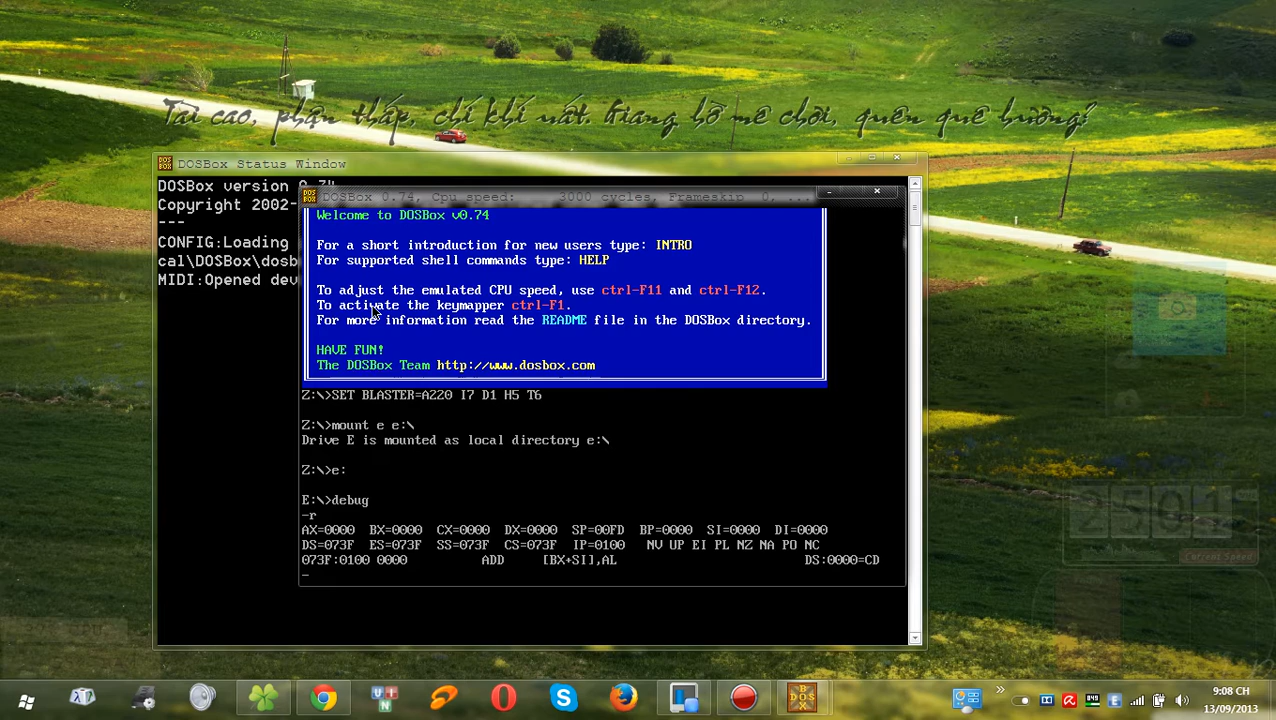 Tài cao, phận thấp, chí khí uất. Giang hồ mê chơi, quên quê hương!
DOSBox Status Window
DOSBox version 0.74
Copyright 2002-
---
CONFIG:Loading
cal\DOSBox\dosb
MIDI:Opened dev
DOSBox 0.74, Cpu speed: 3000 cycles, Frameskip 0, ...
Welcome to DOSBox v0.74
For a short introduction for new users type: INTRO
For supported shell commands type: HELP
To adjust the emulated CPU speed, use ctrl-F11 and ctrl-F12.
To activate the keymapper ctrl-F1.
For more information read the README file in the DOSBox directory.
HAVE FUN!
The DOSBox Team http://www.dosbox.com
Z:\>SET BLASTER=A220 I7 D1 H5 T6
Z:\>mount e e:\
Drive E is mounted as local directory e:\
Z:\>e:
E:\>debug
-r
AX=0000 BX=0000 CX=0000 DX=0000 SP=00FD BP=0000 SI=0000 DI=0000
DS=073F ES=073F SS=073F CS=073F IP=0100 NV UP EI PL NZ NA PO NC
073F:0100 0000 ADD [BX+SI],AL DS:0000=CD
-
Current Speed
9:08 CH
13/09/2013